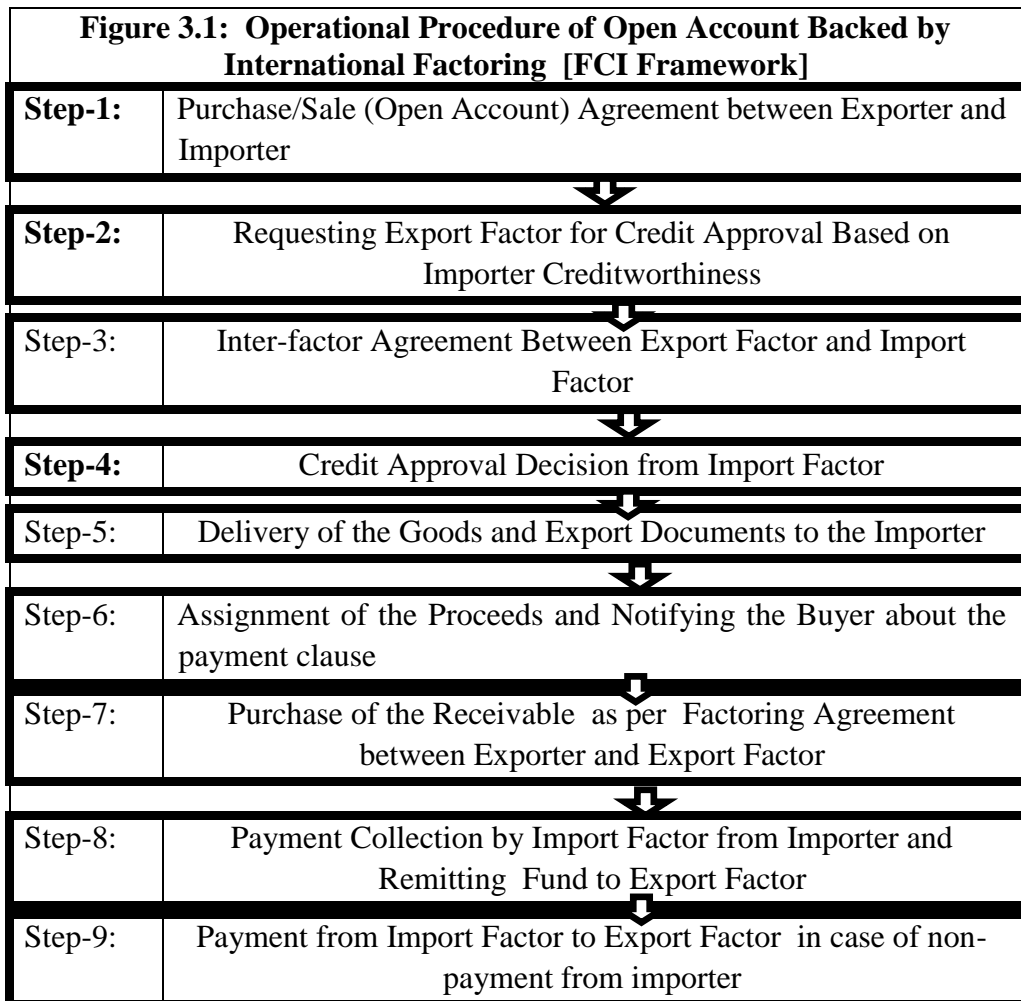 Figure 3.1: Operational Procedure of Open Account Backed by
International Factoring [FCI Framework]
Step-1: Purchase/Sale (Open Account) Agreement between Exporter and
Importer
Step-2: Requesting Export Factor for Credit Approval Based on
Importer Creditworthiness
Step-3: Inter-factor Agreement Between Export Factor and Import
Factor
Step-4: Credit Approval Decision from Import Factor
Step-5: Delivery of the Goods and Export Documents to the Importer
Step-6: Assignment of the Proceeds and Notifying the Buyer about the
payment clause
Step-7: Purchase of the Receivable as per Factoring Agreement
between Exporter and Export Factor
Step-8: Payment Collection by Import Factor from Importer and
Remitting Fund to Export Factor
Step-9: Payment from Import Factor to Export Factor in case of non-
payment from importer